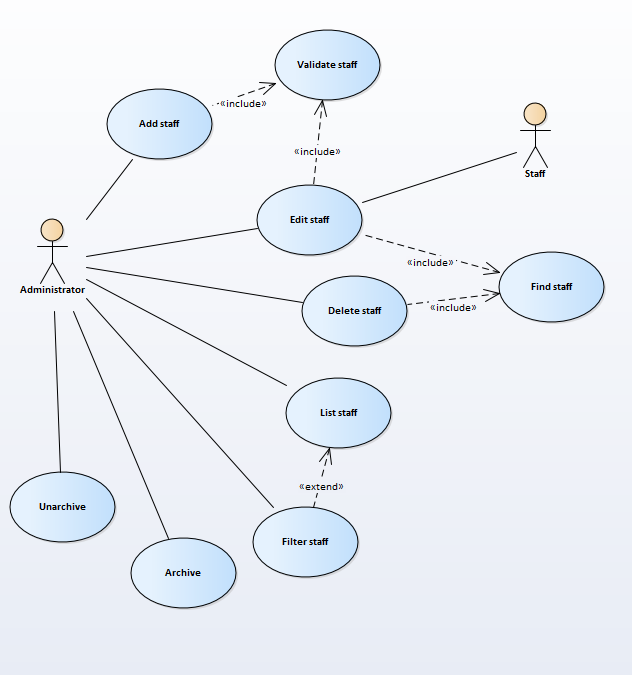 Validate staff
«include»
Add staff
«include»
Staff
Edit staff
«include»
Administrator
Find staff
Delete staff
«include»
List staff
«extend»
Unarchive
Filter staff
Archive